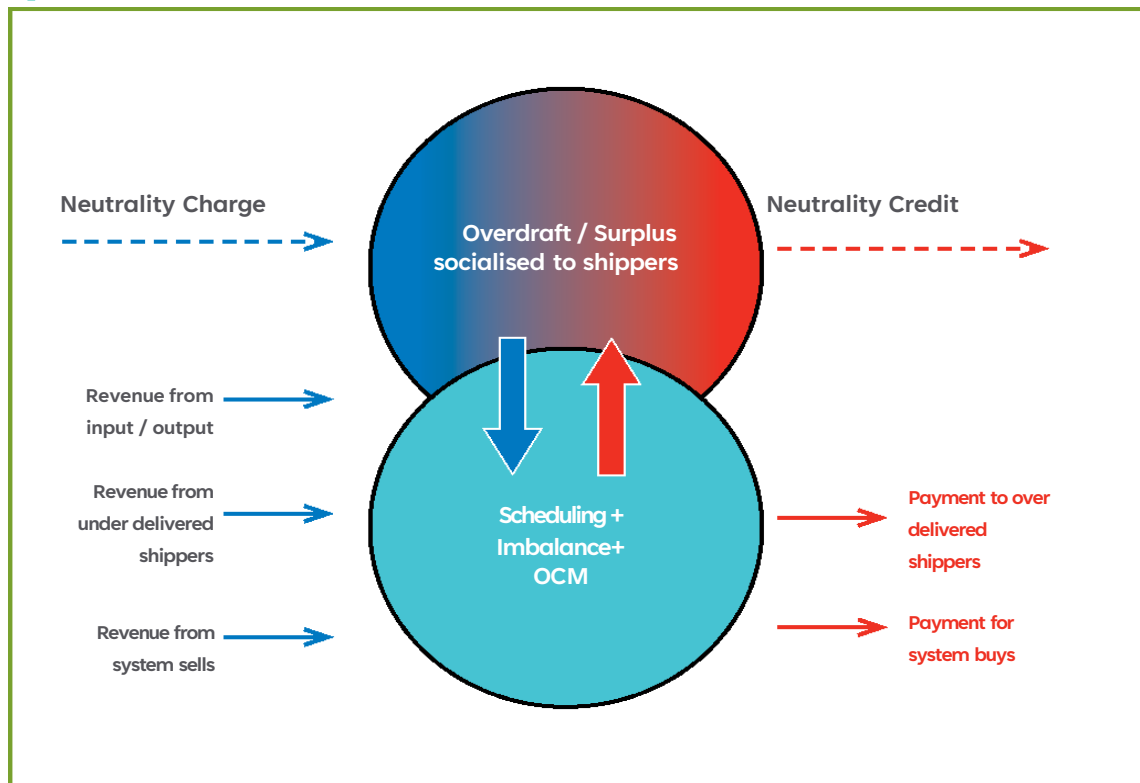 Neutrality Charge
Overdraft / Surplus
socialised to shippers
Neutrality Credit
Revenue from
input / output
Revenue from
under delivered
shippers
Revenue from
system sells
Scheduling +
Imbalance+
OCM
Payment to over
delivered
shippers
Payment for
system buys